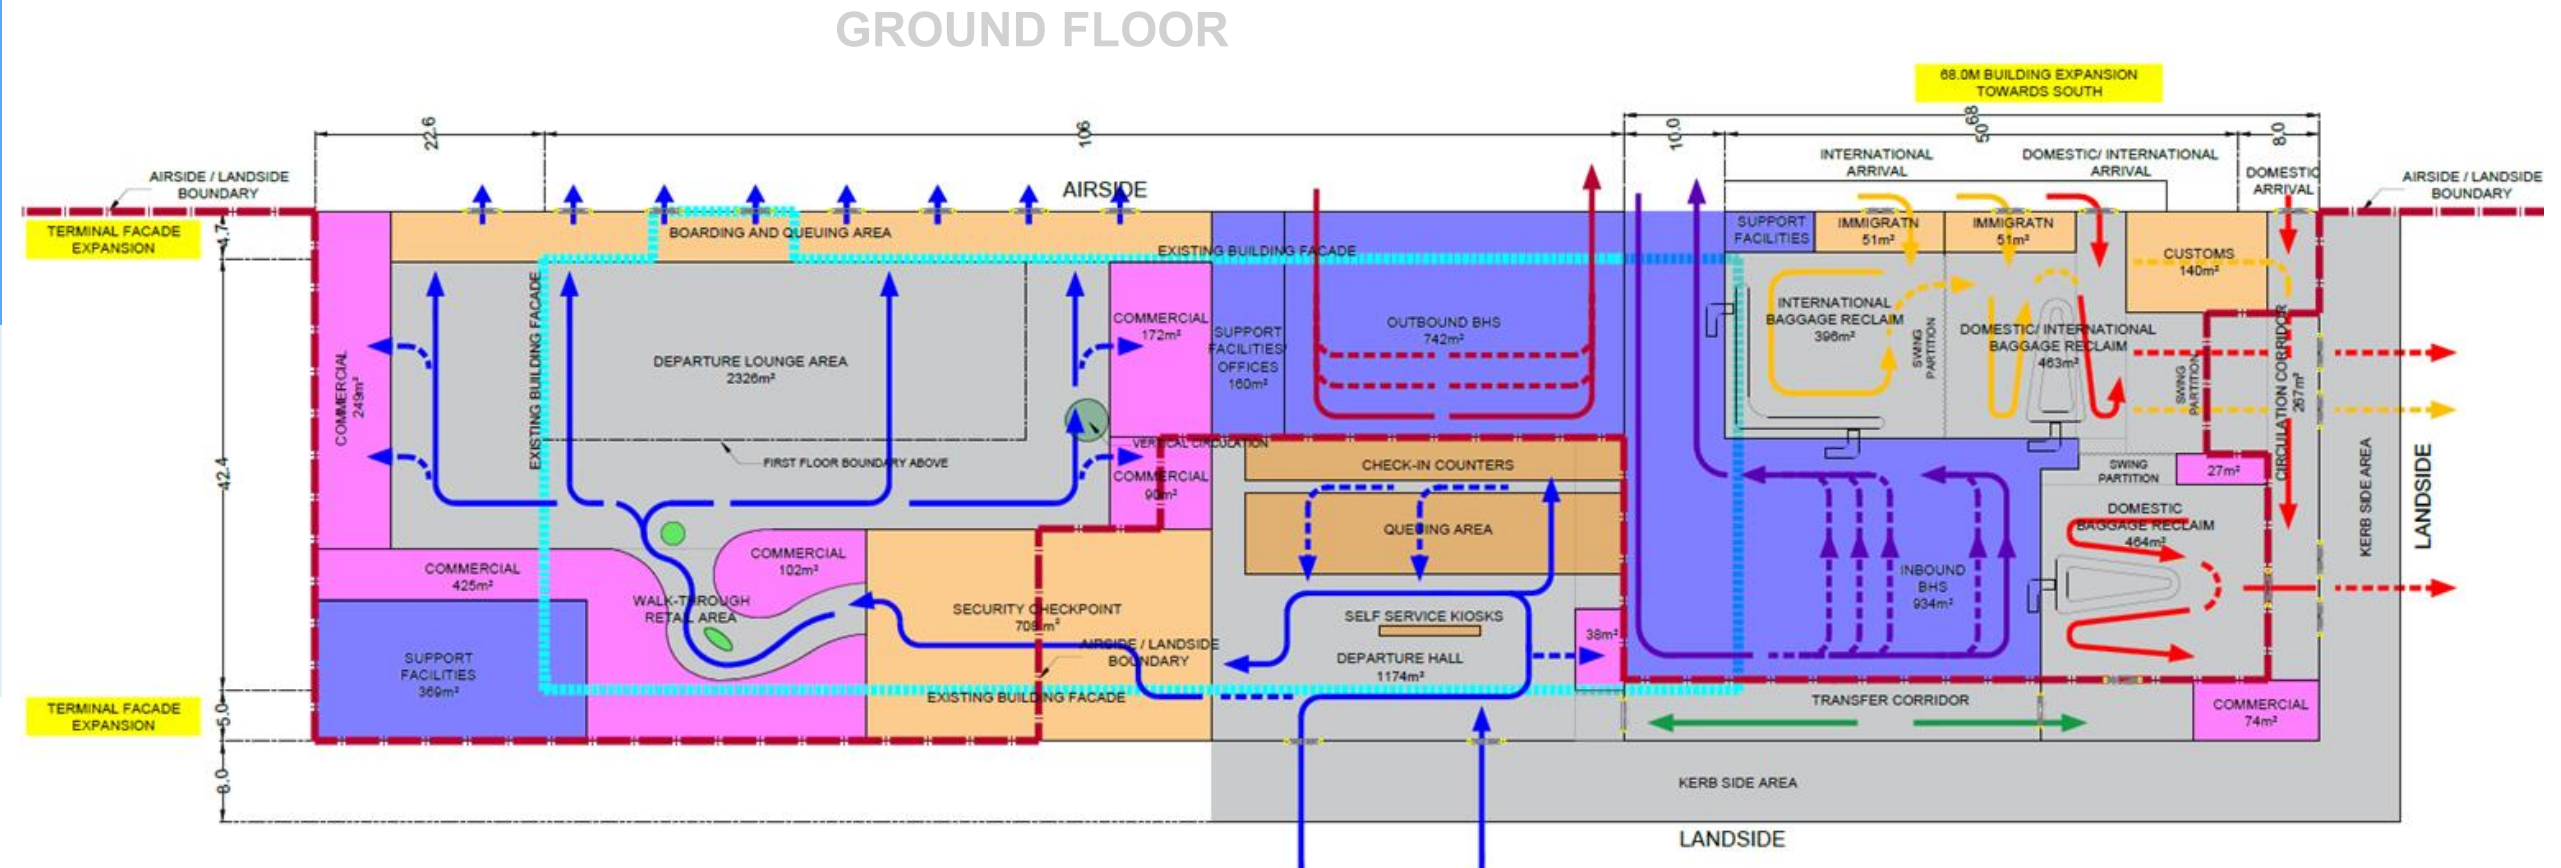 GROUND FLOOR
68.0M BUILDING EXPANSION
TOWARDS SOUTH
68
22.6
106
10.0
50
8.0
INTERNATIONAL
ARRIVAL
DOMESTIC/ INTERNATIONAL
ARRIVAL
DOMESTIC
ARRIVAL
AIRSIDE / LANDSIDE
BOUNDARY
AIRSIDE
AIRSIDE / LANDSIDE
BOUNDARY
TERMINAL FACADE
EXPANSION
4.7
BOARDING AND QUEUING AREA
EXISTING BUILDING FACADE
SUPPORT
FACILITIES
IMMIGRATN
51m²
IMMIGRATN
51m²
CUSTOMS
140m²
EXISTING BUILDING FACADE
COMMERCIAL
249m²
DEPARTURE LOUNGE AREA
2326m²
COMMERCIAL
172m²
SUPPORT
FACILITIES/
OFFICES
160m²
OUTBOUND BHS
742m²
INTERNATIONAL
BAGGAGE RECLAIM
396m²
SWING
PARTITION
DOMESTIC/ INTERNATIONAL
BAGGAGE RECLAIM
463m²
SWING
PARTITION
CIRCULATION CORRIDOR
267m²
VERTICAL CIRCULATION
FIRST FLOOR BOUNDARY ABOVE
COMMERCIAL
90m²
CHECK-IN COUNTERS
QUEUING AREA
SWING
PARTITION
27m²
KERB SIDE AREA
LANDSIDE
42.4
DOMESTIC
BAGGAGE RECLAIM
464m²
COMMERCIAL
425m²
COMMERCIAL
102m²
WALK-THROUGH
RETAIL AREA
SECURITY CHECKPOINT
INBOUND
BHS
934m²
SELF SERVICE KIOSKS
38m²
AIRSIDE / LANDSIDE
BOUNDARY
DEPARTURE HALL
1174m²
SUPPORT
FACILITIES
369m²
EXISTING BUILDING FACADE
TRANSFER CORRIDOR
COMMERCIAL
74m²
TERMINAL FACADE
EXPANSION
5.0
8.0
KERB SIDE AREA
LANDSIDE